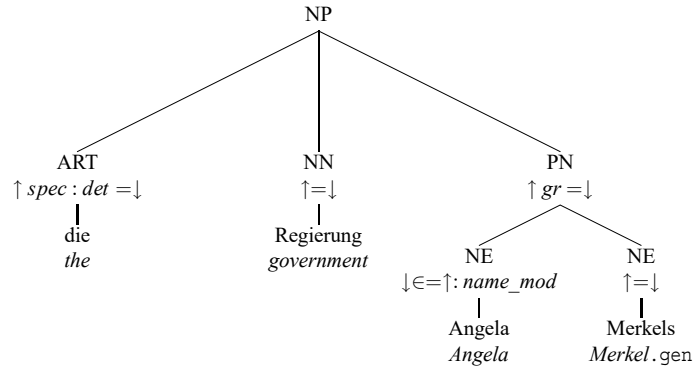 NP
ART NN PN
↑ spec : det =↓ ↑=↓ ↑ gr =↓
die Regierung
the government
NE NE
↓∈=↑: name_mod ↑=↓
Angela Merkels
Angela Merkel.gen